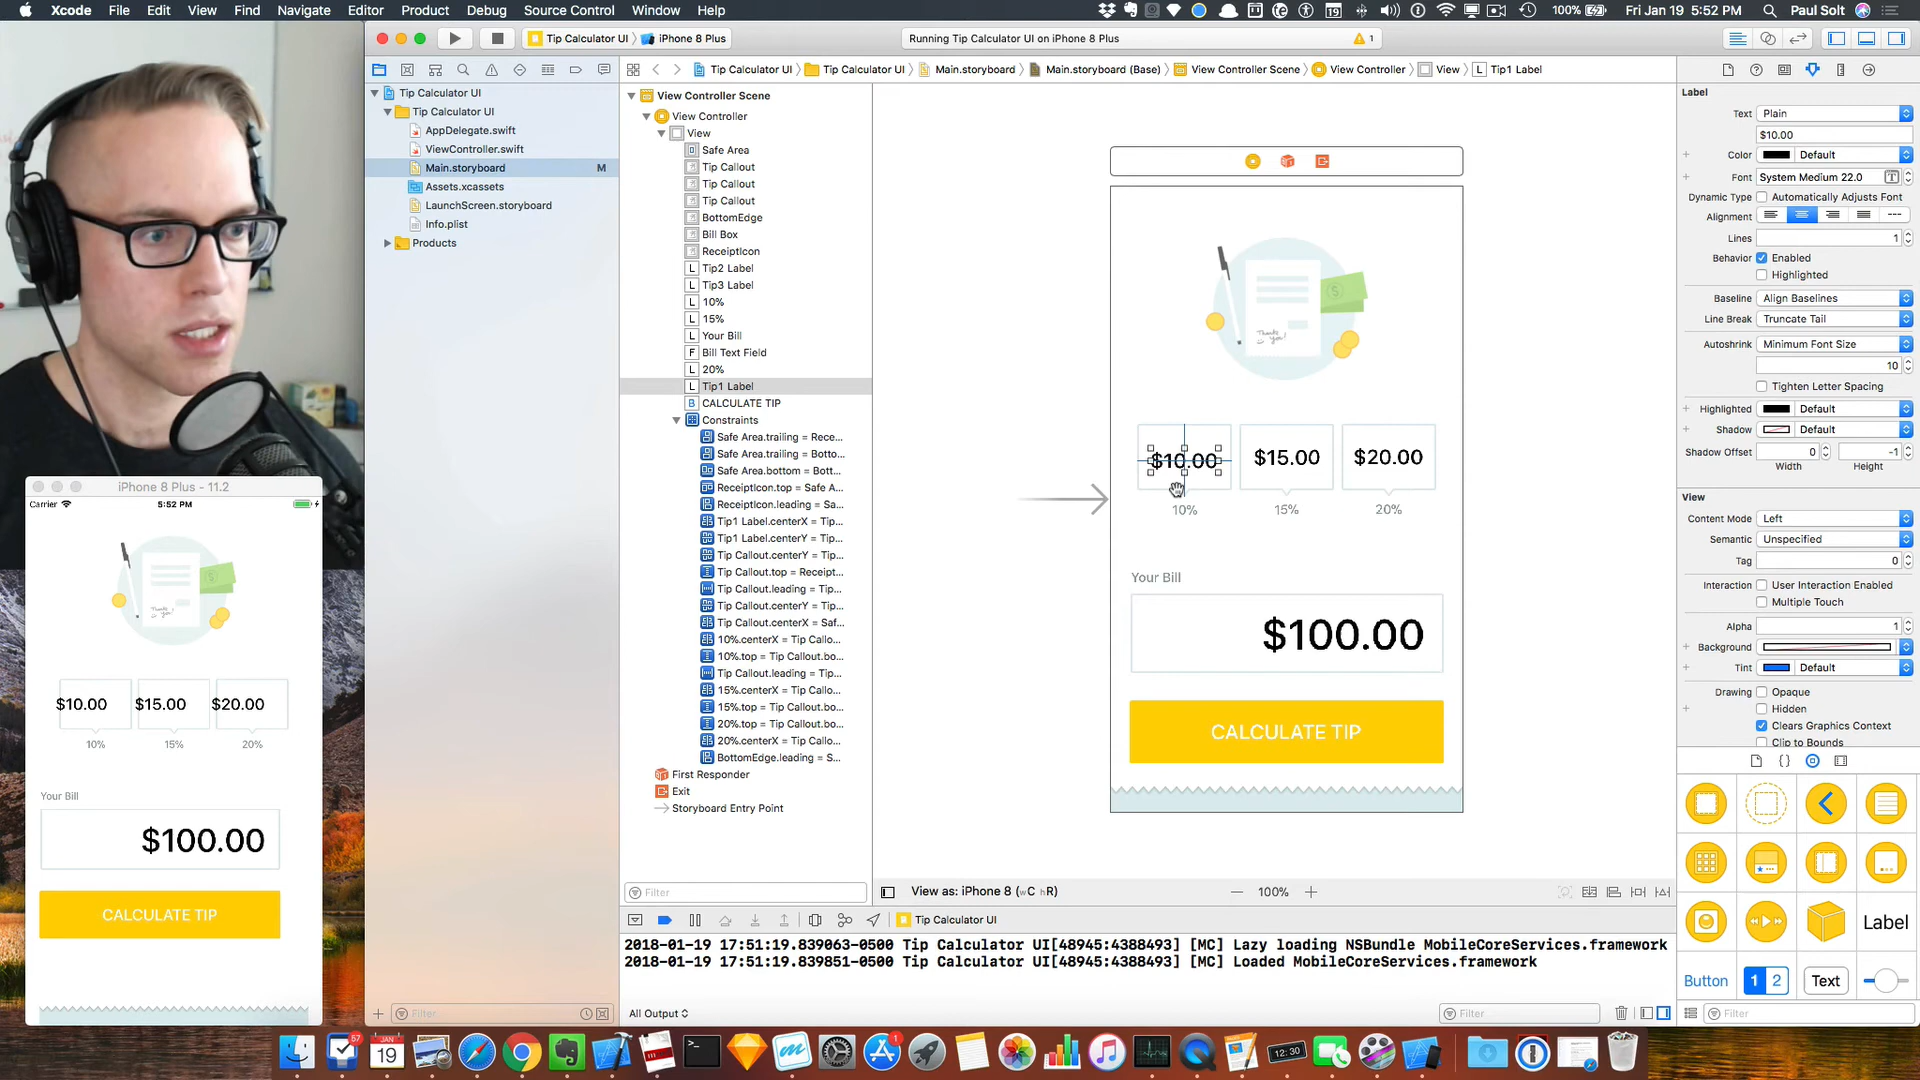 Xcode File Edit View Find Navigate Editor Product Debug Source Control Window Help
19 100% Fri Jan 19 5:52 PM Paul Solt
Tip Calculator UI iPhone 8 Plus
Running Tip Calculator UI on iPhone 8 Plus
1
Tip Calculator UI Tip Calculator UI Main.storyboard Main.storyboard (Base) View Controller Scene View Controller View L Tip1 Label
Tip Calculator UI
Tip Calculator UI
AppDelegate.swift
ViewController.swift
Main.storyboard M
Assets.xcassets
LaunchScreen.storyboard
Info.plist
Products
View Controller Scene
View Controller
View
Safe Area
Tip Callout
Tip Callout
Tip Callout
BottomEdge
Bill Box
ReceiptIcon
L Tip2 Label
L Tip3 Label
L 10%
L 15%
L Your Bill
F Bill Text Field
L 20%
L Tip1 Label
B CALCULATE TIP
Constraints
Safe Area.trailing = Rece...
Safe Area.trailing = Botto...
Safe Area.bottom = Bott...
ReceiptIcon.top = Safe A...
ReceiptIcon.leading = Sa...
Tip1 Label.centerX = Tip...
Tip1 Label.centerY = Tip...
Tip Callout.centerY = Tip...
Tip Callout.top = Receipt...
Tip Callout.leading = Tip...
Tip Callout.centerY = Tip...
Tip Callout.centerX = Saf...
10%.centerX = Tip Callo...
10%.top = Tip Callout.bo...
Tip Callout.leading = Tip...
15%.centerX = Tip Callo...
15%.top = Tip Callout.bo...
20%.top = Tip Callout.bo...
20%.centerX = Tip Callo...
BottomEdge.leading = S...
First Responder
Exit
Storyboard Entry Point
Filter
Thanks you!
$10.00 $15.00 $20.00
10% 15% 20%
Your Bill
$100.00
CALCULATE TIP
View as: iPhone 8 (wC hR)
100%
Label
Text Plain
$10.00
Color Default
Font System Medium 22.0 T
Dynamic Type Automatically Adjusts Font
Alignment
Lines 1
Behavior Enabled
Highlighted
Baseline Align Baselines
Line Break Truncate Tail
Autoshrink Minimum Font Size
10
Tighten Letter Spacing
Highlighted Default
Shadow Default
Shadow Offset 0 -1
Width Height
View
Content Mode Left
Semantic Unspecified
Tag 0
Interaction User Interaction Enabled
Multiple Touch
Alpha 1
Background
Tint Default
Drawing Opaque
Hidden
Clears Graphics Context
Clip to Bounds
Label
Button 1 2 Text
Filter
iPhone 8 Plus - 11.2
Carrier 5:52 PM
Thanks you!
$10.00 $15.00 $20.00
10% 15% 20%
Your Bill
$100.00
CALCULATE TIP
Filter
Tip Calculator UI
2018-01-19 17:51:19.839063-0500 Tip Calculator UI[48945:4388493] [MC] Lazy loading NSBundle MobileCoreServices.framework
2018-01-19 17:51:19.839851-0500 Tip Calculator UI[48945:4388493] [MC] Loaded MobileCoreServices.framework
All Output
Filter
57
JAN
19
1
12:30